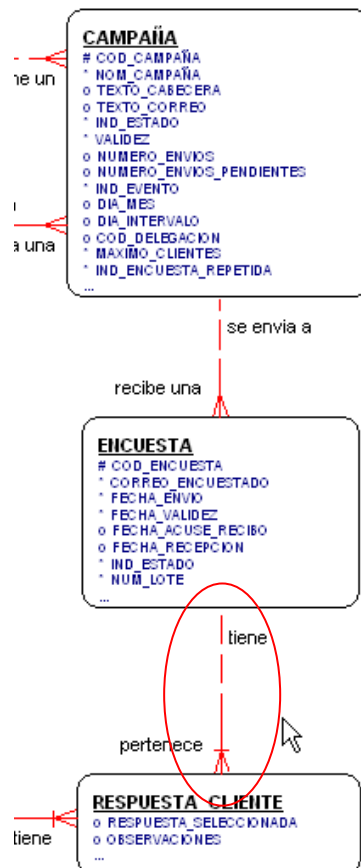 CAMPAÑA
# COD_CAMPAÑA
* NOM_CAMPAÑA
o TEXTO_CABECERA
o TEXTO_CORREO
* IND_ESTADO
* VALIDEZ
o NUMERO_ENVIOS
o NUMERO_ENVIOS_PENDIENTES
* IND_EVENTO
o DIA_MES
o DIA_INTERVALO
o COD_DELEGACION
* MAXIMO_CLIENTES
* IND_ENCUESTA_REPETIDA
...
ne un
a una
se envia a
recibe una
ENCUESTA
# COD_ENCUESTA
* CORREO_ENCUESTADO
* FECHA_ENVIO
* FECHA_VALIDEZ
o FECHA_ACUSE_RECIBO
o FECHA_RECEPCION
* IND_ESTADO
* NUM_LOTE
...
tiene
pertenece
RESPUESTA_CLIENTE
o RESPUESTA_SELECCIONADA
o OBSERVACIONES
...
tiene